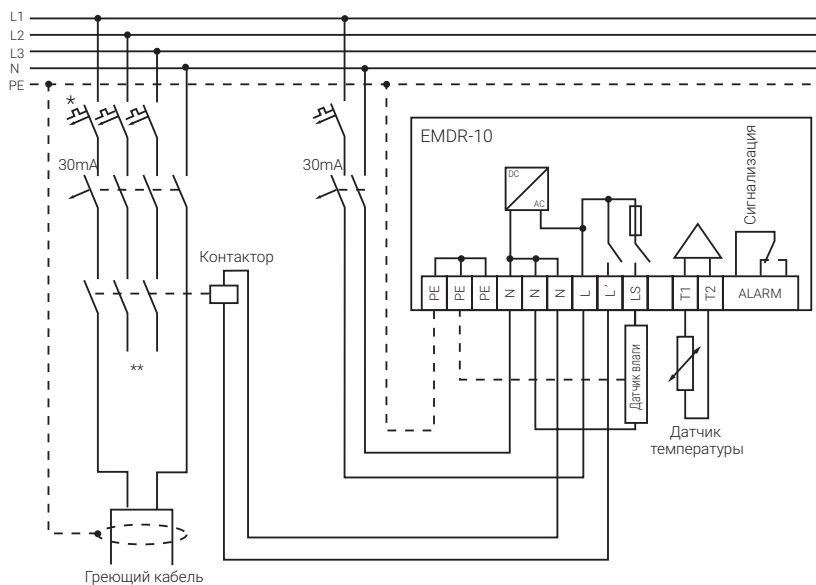 L1
L2
L3
N
PE
*
30mA
30mA
EMDR-10
DC
AC
Сигнализация
Контактор
PE
PE
PE
N
N
N
L
L'
LS
T1
T2
ALARM
**
Датчик влаги
Датчик
температуры
Греющий кабель